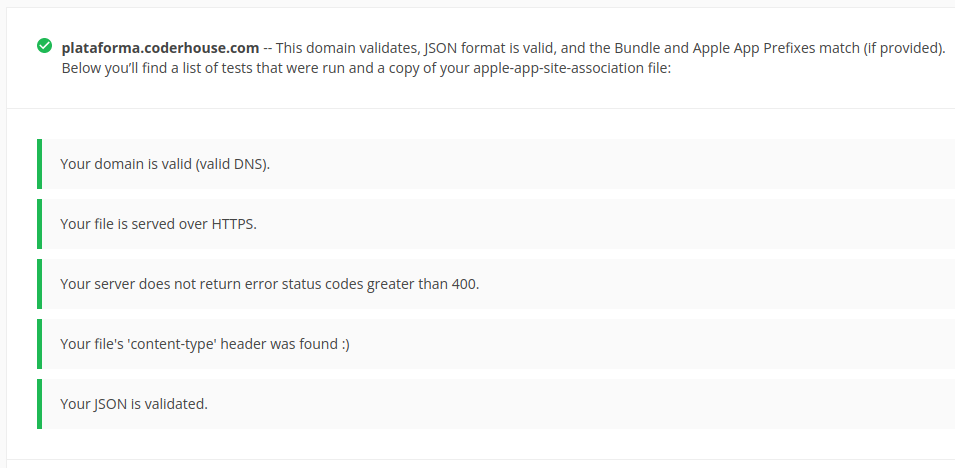 plataforma.coderhouse.com -- This domain validates, JSON format is valid, and the Bundle and Apple App Prefixes match (if provided).
Below you'll find a list of tests that were run and a copy of your apple-app-site-association file:
Your domain is valid (valid DNS).
Your file is served over HTTPS.
Your server does not return error status codes greater than 400.
Your file's 'content-type' header was found :)
Your JSON is validated.